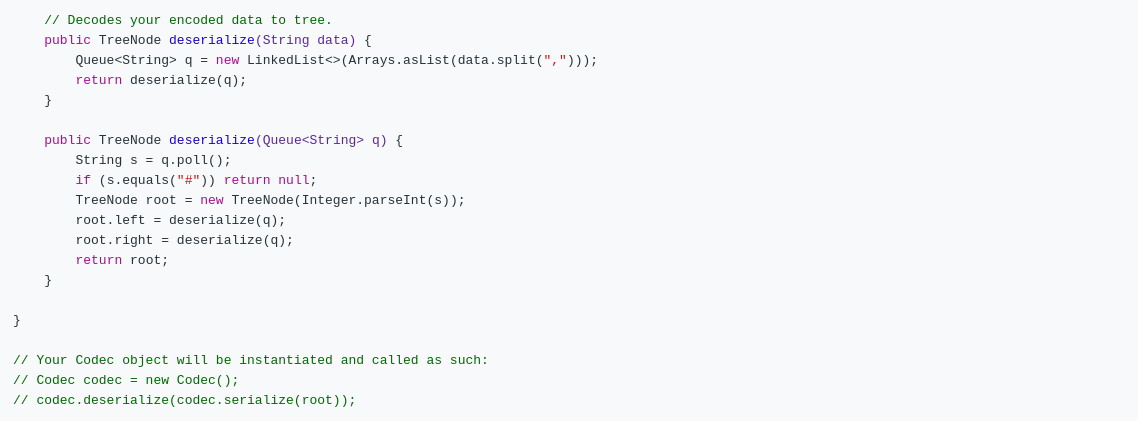 // Decodes your encoded data to tree.
    public TreeNode deserialize(String data) {
        Queue<String> q = new LinkedList<>(Arrays.asList(data.split(",")));
        return deserialize(q);
    }

    public TreeNode deserialize(Queue<String> q) {
        String s = q.poll();
        if (s.equals("#")) return null;
        TreeNode root = new TreeNode(Integer.parseInt(s));
        root.left = deserialize(q);
        root.right = deserialize(q);
        return root;
    }

}

// Your Codec object will be instantiated and called as such:
// Codec codec = new Codec();
// codec.deserialize(codec.serialize(root));